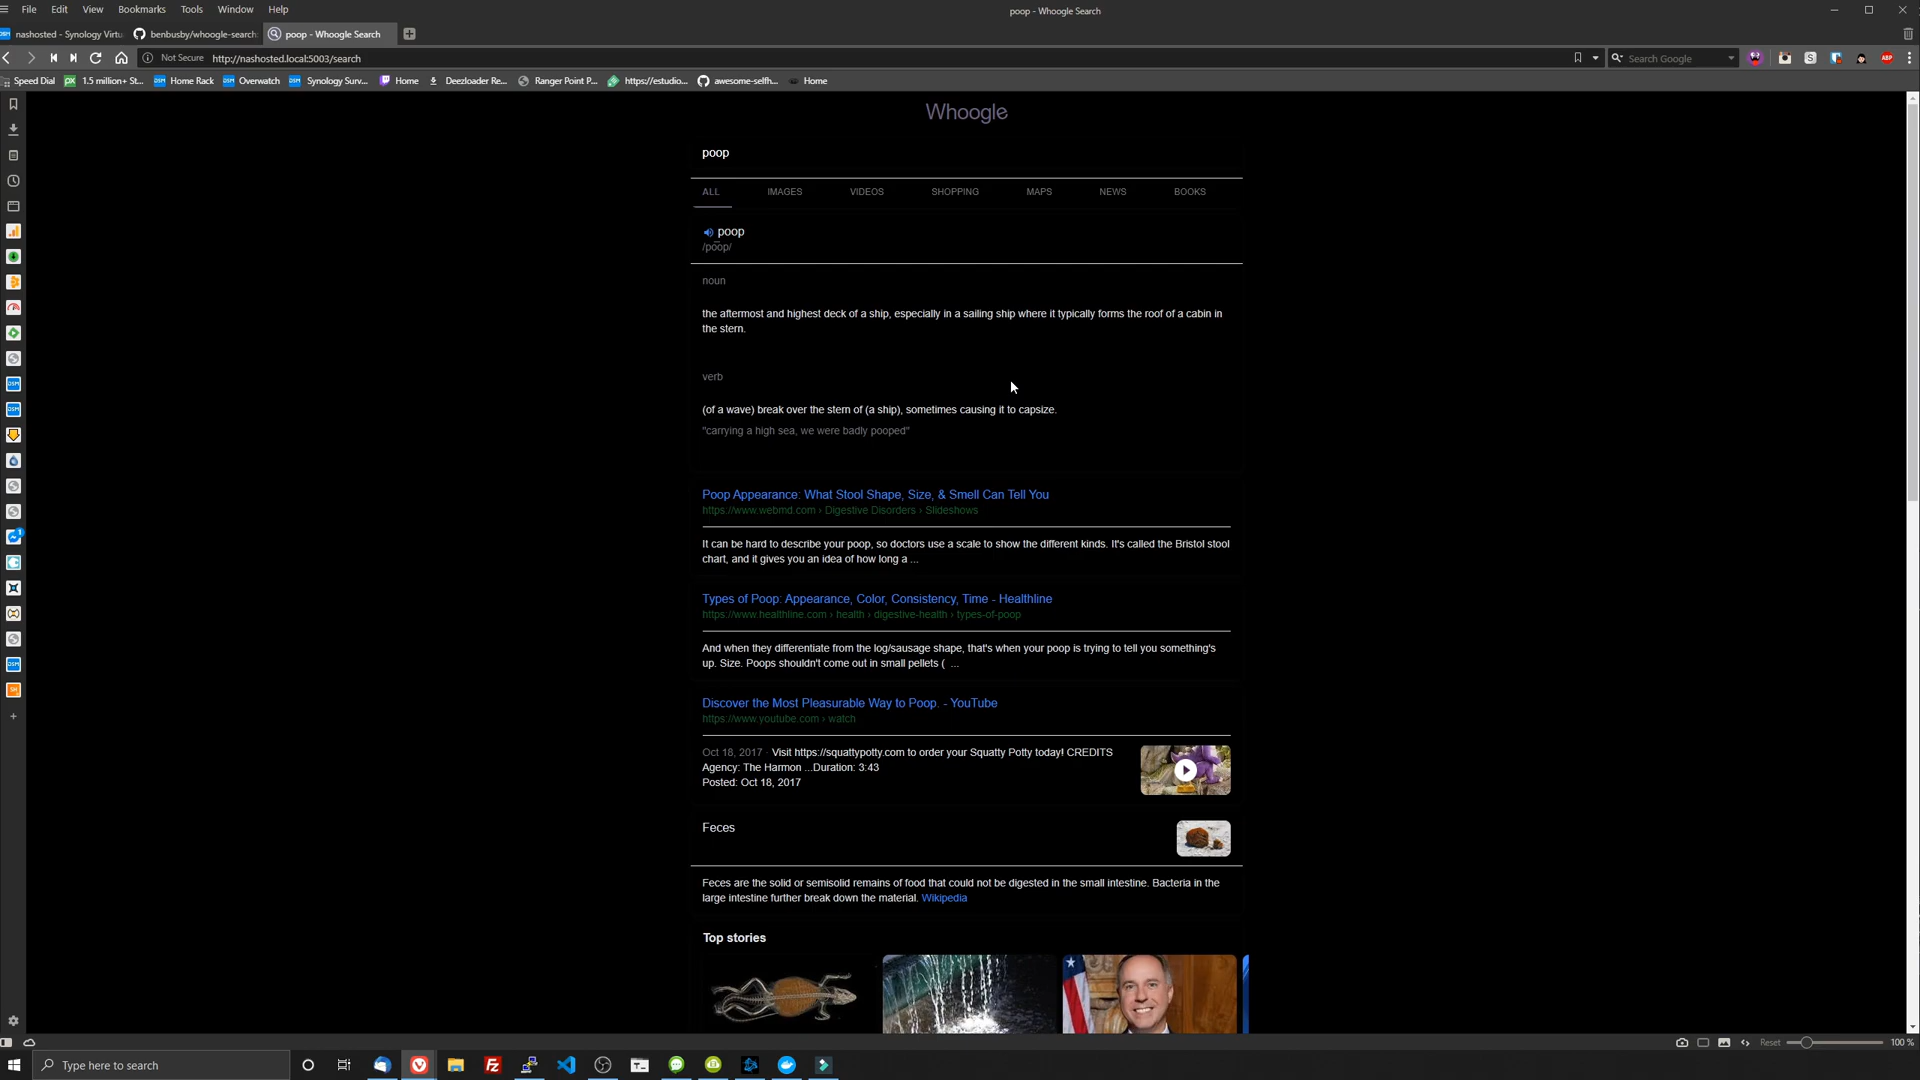 File Edit View Bookmarks Tools Window Help
poop - Whoogle Search
nashosted - Synology Virtu
benbusby/whoogle-search:
poop - Whoogle Search
Not Secure http://nashosted.local:5003/search
Search Google
Speed Dial 1.5 million+ St... Home Rack Overwatch Synology Surv... Home Deezloader Re... Ranger Point P... https://estudio... awesome-selfh... Home
Whoogle
poop
ALL IMAGES VIDEOS SHOPPING MAPS NEWS BOOKS
poop
/po͞op/
noun
the aftermost and highest deck of a ship, especially in a sailing ship where it typically forms the roof of a cabin in
the stern.
verb
(of a wave) break over the stern of (a ship), sometimes causing it to capsize.
"carrying a high sea, we were badly pooped"
Poop Appearance: What Stool Shape, Size, & Smell Can Tell You
https://www.webmd.com › Digestive Disorders › Slideshows
It can be hard to describe your poop, so doctors use a scale to show the different kinds. It's called the Bristol stool
chart, and it gives you an idea of how long a ...
Types of Poop: Appearance, Color, Consistency, Time - Healthline
https://www.healthline.com › health › digestive-health › types-of-poop
And when they differentiate from the log/sausage shape, that's when your poop is trying to tell you something's
up. Size. Poops shouldn't come out in small pellets ( ...
Discover the Most Pleasurable Way to Poop. - YouTube
https://www.youtube.com › watch
Oct 18, 2017 · Visit https://squattypotty.com to order your Squatty Potty today! CREDITS
Agency: The Harmon ...Duration: 3:43
Posted: Oct 18, 2017
Feces
Feces are the solid or semisolid remains of food that could not be digested in the small intestine. Bacteria in the
large intestine further break down the material. Wikipedia
Top stories
Reset 100 %
Type here to search